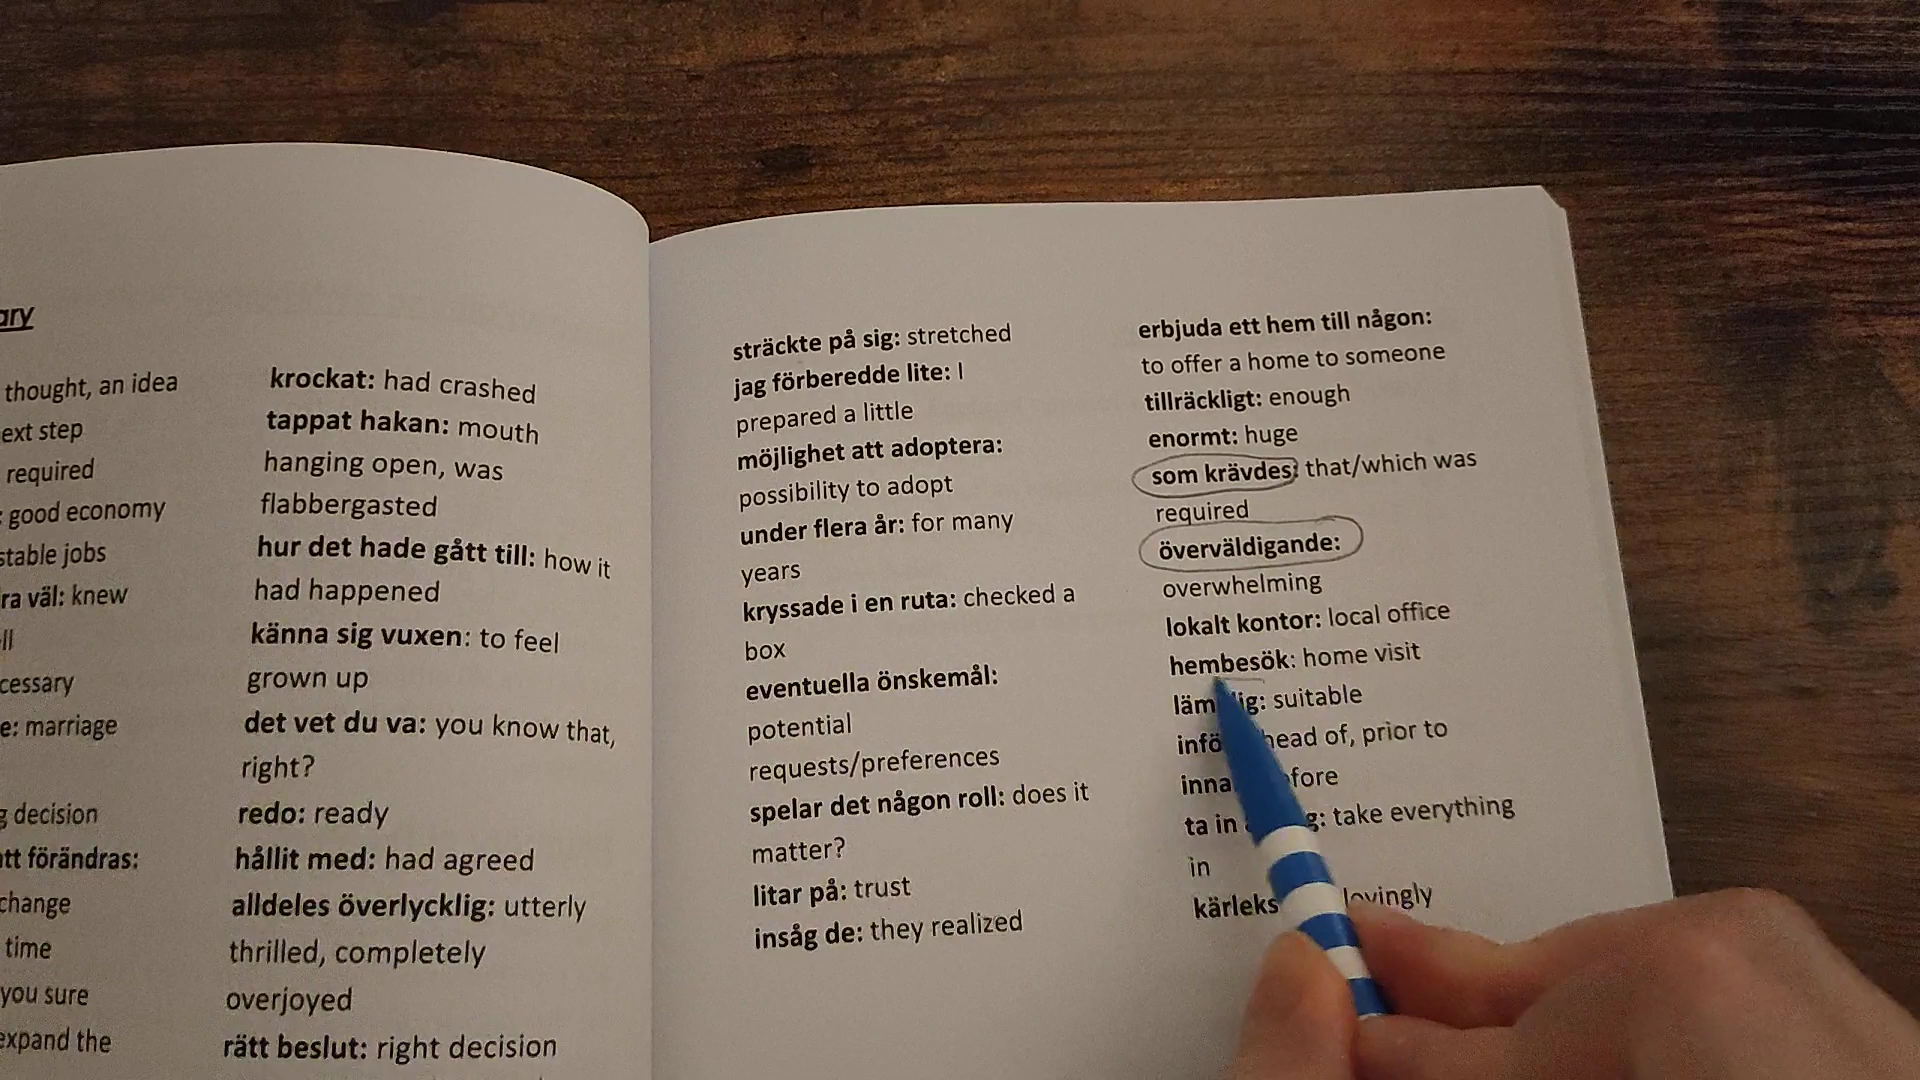 thought, an idea
ext step
required
good economy
stable jobs
ra väl: knew
ll
cessary
e: marriage
g decision
tt förändras:
change
time
you sure
expand the
krockat: had crashed
tappat hakan: mouth
hanging open, was
flabbergasted
hur det hade gått till: how it
had happened
känna sig vuxen: to feel
grown up
det vet du va: you know that,
right?
redo: ready
hållit med: had agreed
alldeles överlycklig: utterly
thrilled, completely
overjoyed
rätt beslut: right decision
sträckte på sig: stretched
jag förberedde lite: I
prepared a little
möjlighet att adoptera:
possibility to adopt
under flera år: for many
years
kryssade i en ruta: checked a
box
eventuella önskemål:
potential
requests/preferences
spelar det någon roll: does it
matter?
litar på: trust
insåg de: they realized
erbjuda ett hem till någon:
to offer a home to someone
tillräckligt: enough
enormt: huge
som krävdes: that/which was
required
överväldigande:
overwhelming
lokalt kontor: local office
hembesök: home visit
suitable
of, prior to
ta in take everything
in
lovingly